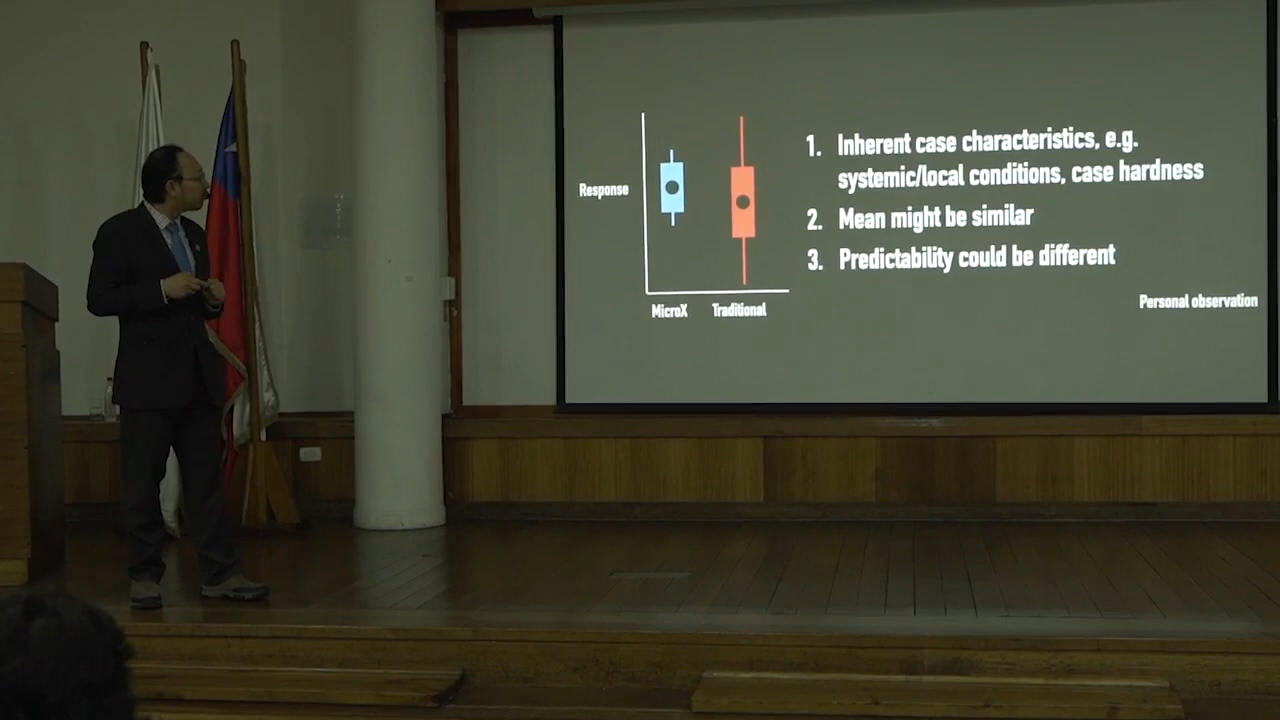 Response
MicroX
Traditional
1. Inherent case characteristics, e.g.
systemic/local conditions, case hardness
2. Mean might be similar
3. Predictability could be different
Personal observation